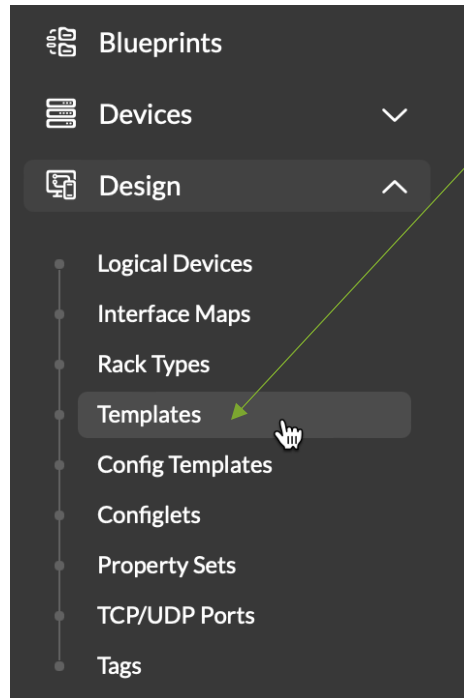 Blueprints
Devices
Design
Logical Devices
Interface Maps
Rack Types
Templates
Config Templates
Configlets
Property Sets
TCP/UDP Ports
Tags